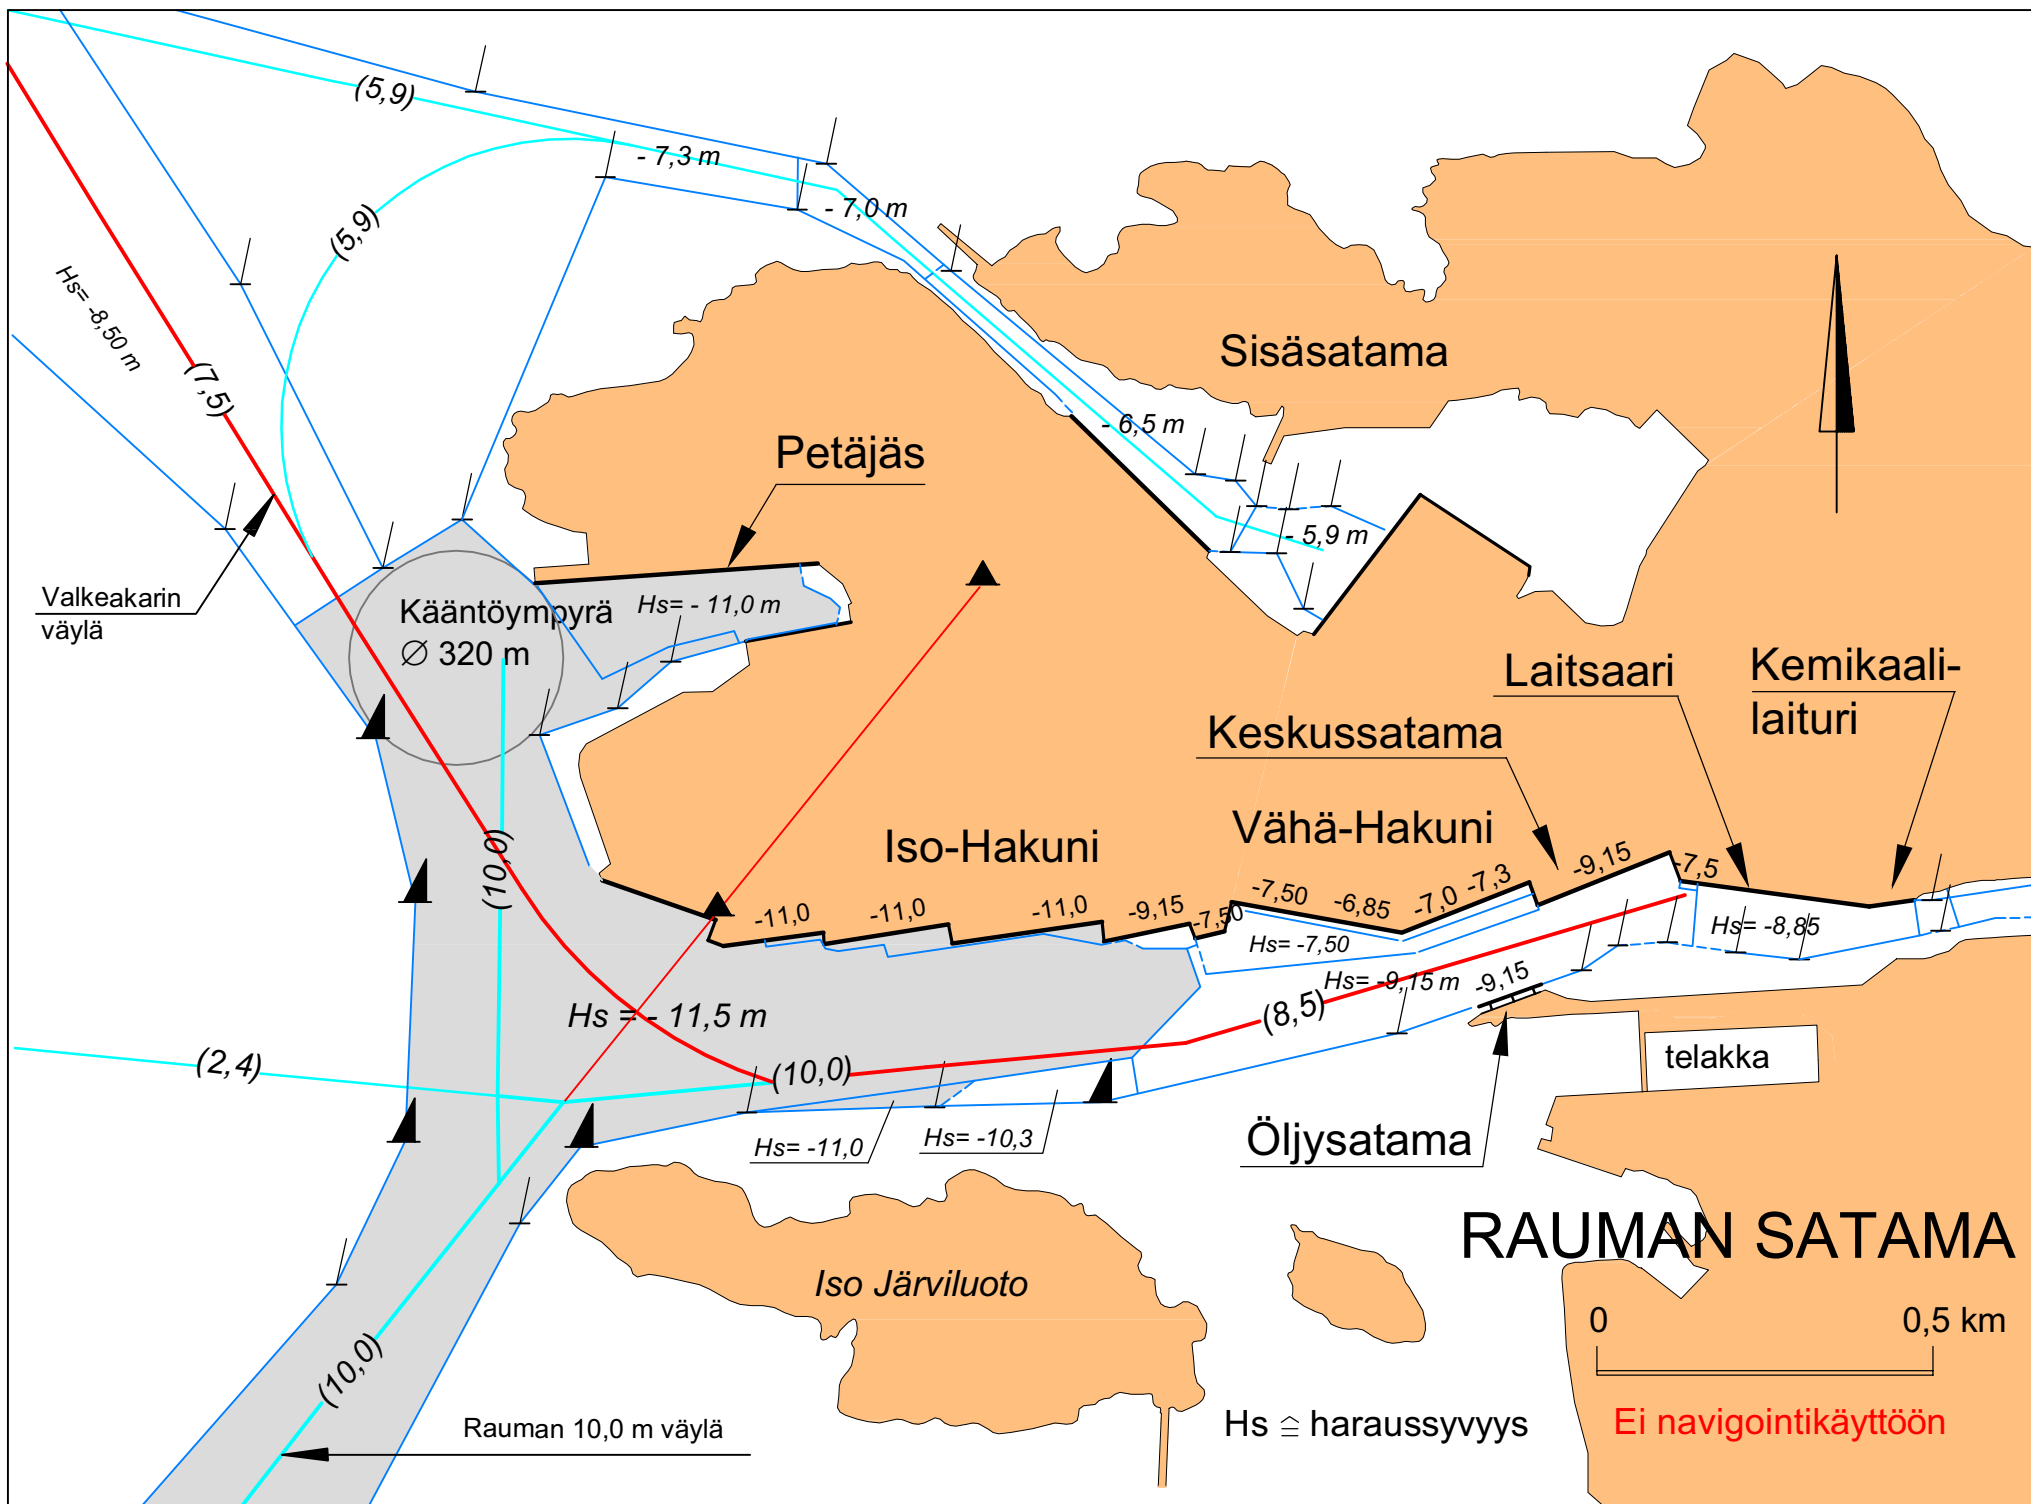 (5,9)
- 7,3 m
- 7,0 m
(5,9)
Hs= -8,50 m
(7,5)
Sisäsatama
- 6,5 m
Petäjäs
- 5,9 m
Valkeakarin
väylä
Kääntöympyrä
∅ 320 m
Hs= - 11,0 m
Laitsaari
Kemikaali-
laituri
Keskussatama
Iso-Hakuni
Vähä-Hakuni
(10,0)
-11,0
-11,0
-11,0
-9,15
-7,50
-7,50
-6,85
-7,0
-7,3
-9,15
-7,5
Hs= -7,50
Hs= -8,85
Hs= -9,15 m
-9,15
Hs = - 11,5 m
(8,5)
(2,4)
(10,0)
telakka
Hs= -11,0
Hs= -10,3
Öljysatama
RAUMAN SATAMA
Iso Järviluoto
0
0,5 km
(10,0)
Rauman 10,0 m väylä
Hs ≙ haraussyvyys
Ei navigointikäyttöön